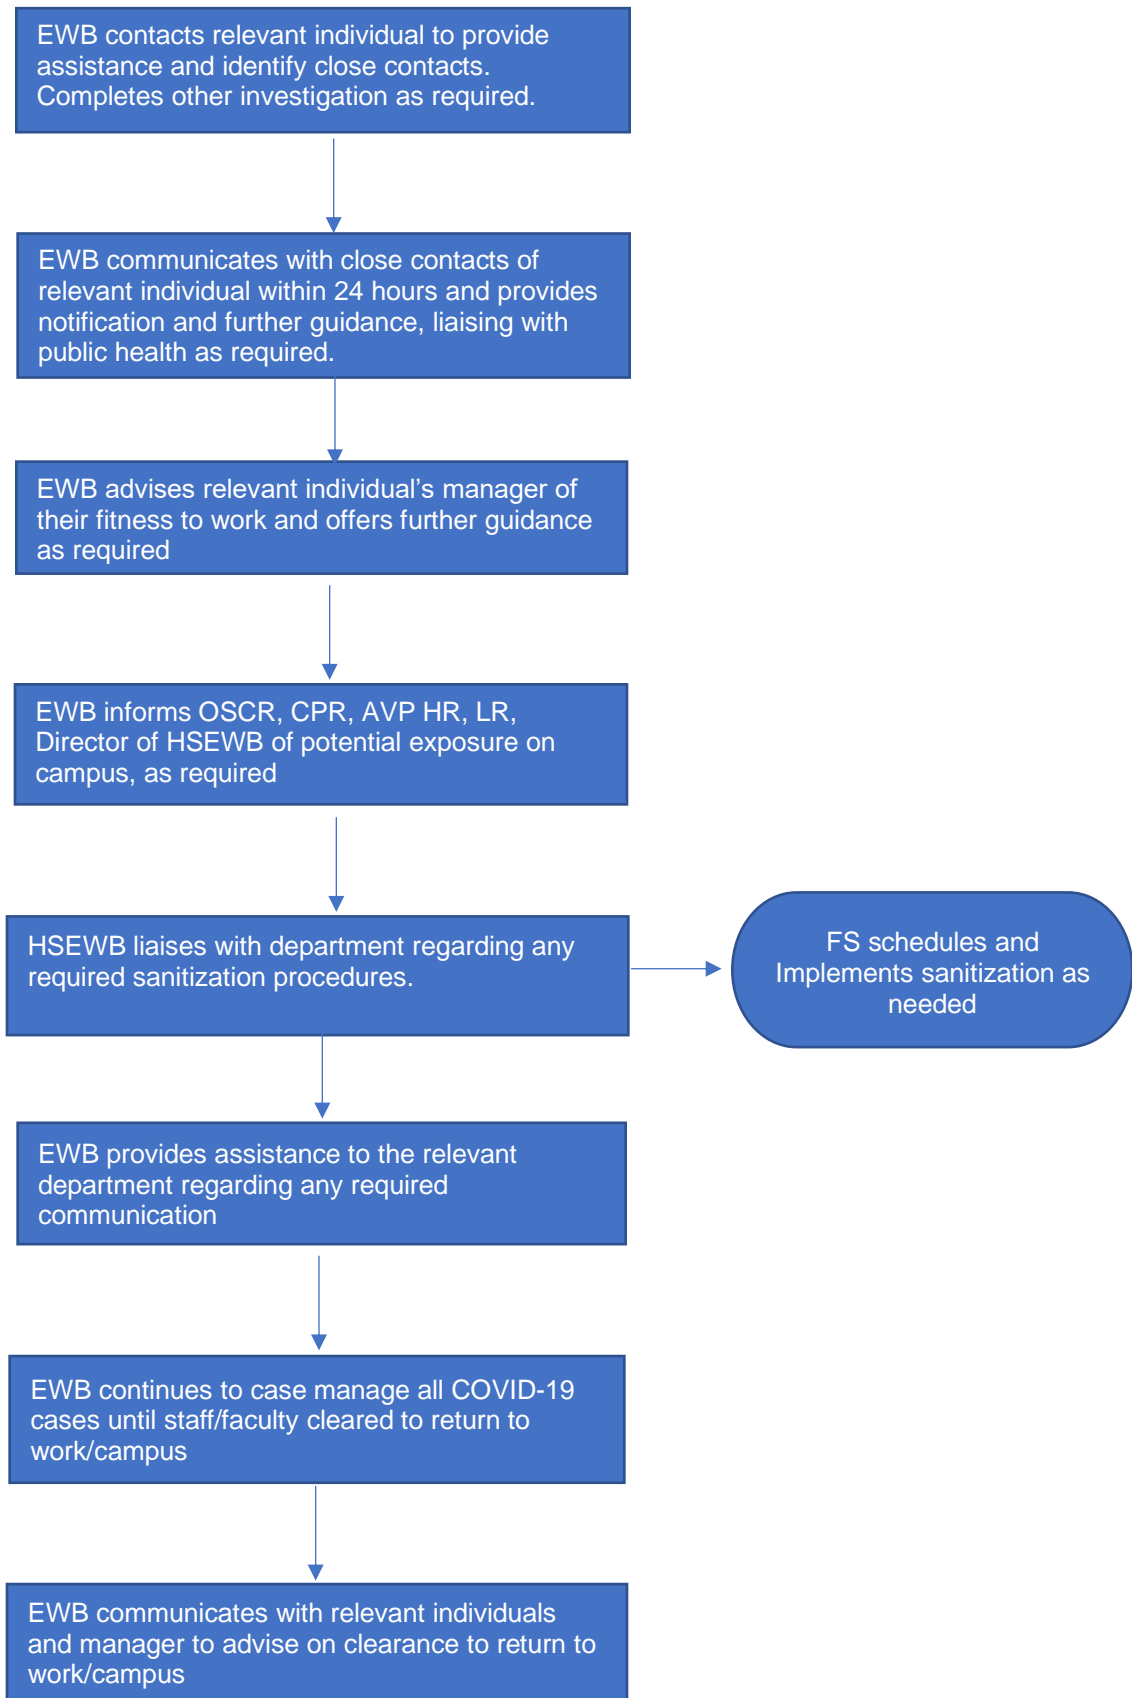 EWB contacts relevant individual to provide
assistance and identify close contacts.
Completes other investigation as required.
EWB communicates with close contacts of
relevant individual within 24 hours and provides
notification and further guidance, liaising with
public health as required.
EWB advises relevant individual’s manager of
their fitness to work and offers further guidance
as required
EWB informs OSCR, CPR, AVP HR, LR,
Director of HSEWB of potential exposure on
campus, as required
HSEWB liaises with department regarding any
required sanitization procedures.
FS schedules and
Implements sanitization as
needed
EWB provides assistance to the relevant
department regarding any required
communication
EWB continues to case manage all COVID-19
cases until staff/faculty cleared to return to
work/campus
EWB communicates with relevant individuals
and manager to advise on clearance to return to
work/campus